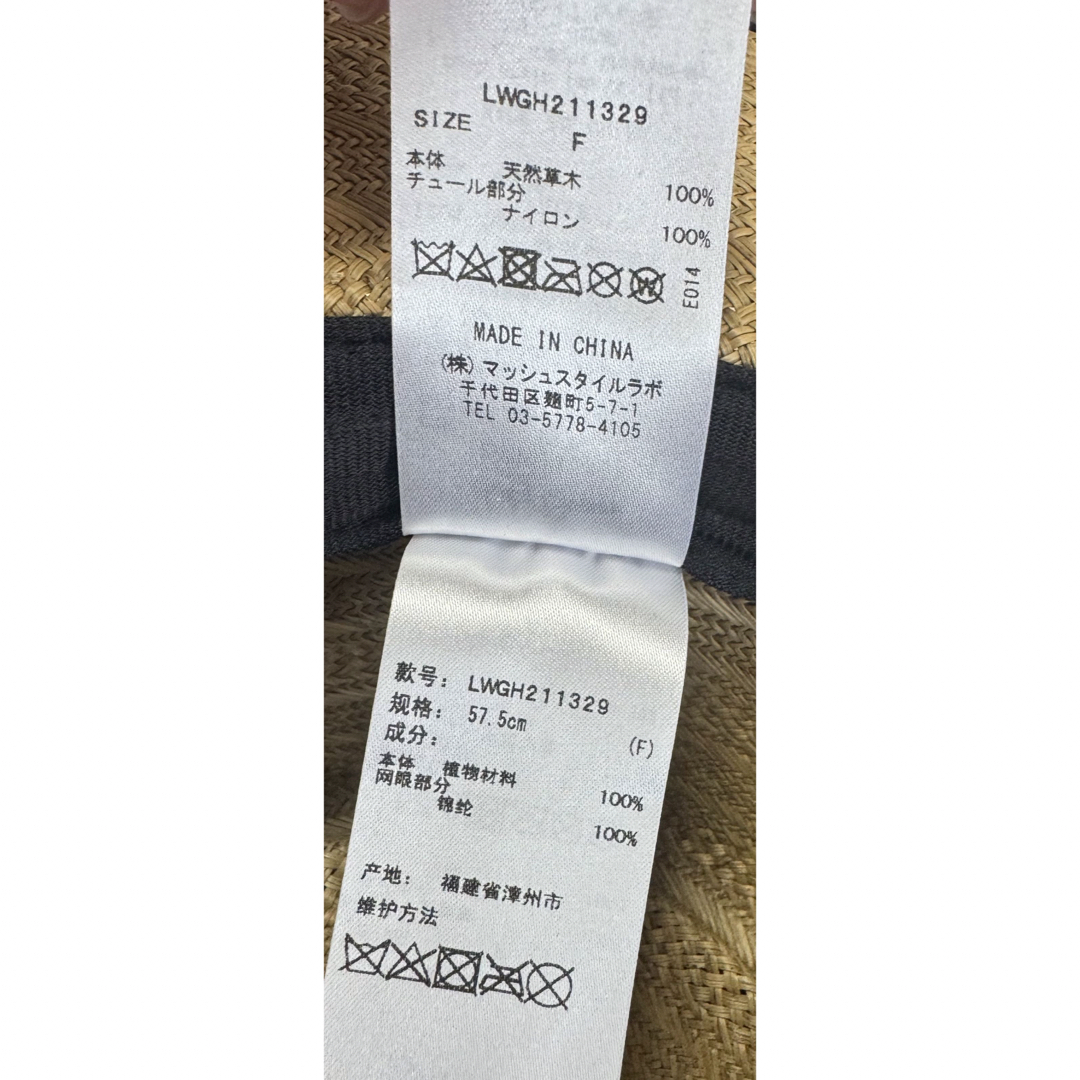 LWGH211329
SIZE F
本体 天然草木 100%
チュール部分
ナイロン 100%
W
E014
MADE IN CHINA
(株)マッシュスタイルラボ
千代田区麹町5-7-1
TEL 03-5778-4105
款号: LWGH211329
规格: 57.5cm (F)
成分:
本体 植物材料 100%
网眼部分
锦纶 100%
产地: 福建省漳州市
维护方法